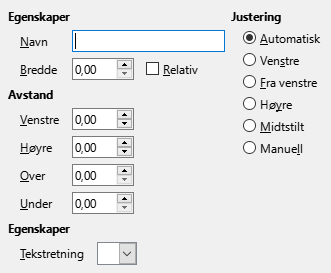 Egenskaper
Navn
Bredde 0,00 Relativ
Avstand
Venstre 0,00
Høyre 0,00
Over 0,00
Under 0,00
Egenskaper
Tekstretning
Justering
Automatisk
Venstre
Fra venstre
Høyre
Midtstilt
Manuell